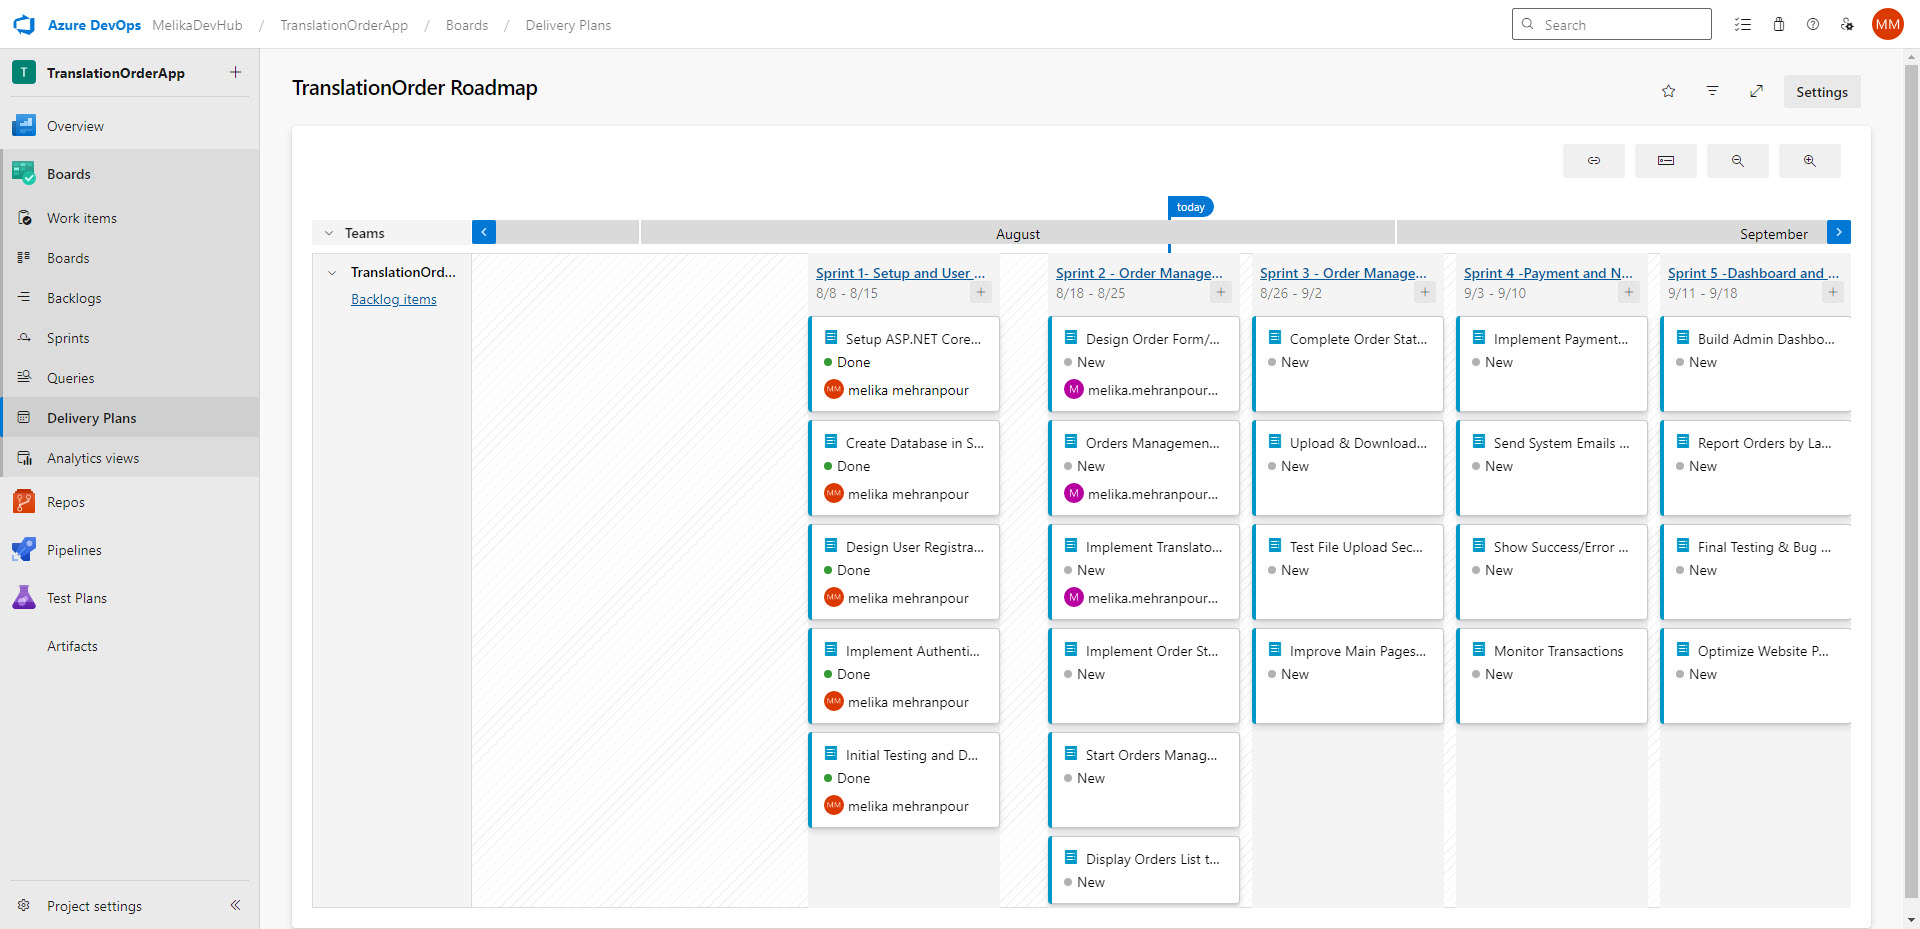 Azure DevOps MelikaDevHub / TranslationOrderApp / Boards / Delivery Plans
Search
MM
T TranslationOrderApp
Overview
Boards
Work items
Boards
Backlogs
Sprints
Queries
Delivery Plans
Analytics views
Repos
Pipelines
Test Plans
Artifacts
Project settings
TranslationOrder Roadmap
Settings
today
Teams
August
September
TranslationOrd...
Backlog items
Sprint 1- Setup and User ...
8/8 - 8/15
Setup ASP.NET Core...
Done
MM melika mehranpour
Create Database in S...
Done
MM melika mehranpour
Design User Registra...
Done
MM melika mehranpour
Implement Authenti...
Done
MM melika mehranpour
Initial Testing and D...
Done
MM melika mehranpour
Sprint 2 - Order Manage...
8/18 - 8/25
Design Order Form/...
New
M melika.mehranpour...
Orders Managemen...
New
M melika.mehranpour...
Implement Translato...
New
M melika.mehranpour...
Implement Order St...
New
Start Orders Manag...
New
Display Orders List t...
New
Sprint 3 - Order Manage...
8/26 - 9/2
Complete Order Stat...
New
Upload & Download...
New
Test File Upload Sec...
New
Improve Main Pages...
New
Sprint 4 -Payment and N...
9/3 - 9/10
Implement Payment...
New
Send System Emails ...
New
Show Success/Error ...
New
Monitor Transactions
New
Sprint 5 -Dashboard and ...
9/11 - 9/18
Build Admin Dashbo...
New
Report Orders by La...
New
Final Testing & Bug ...
New
Optimize Website P...
New